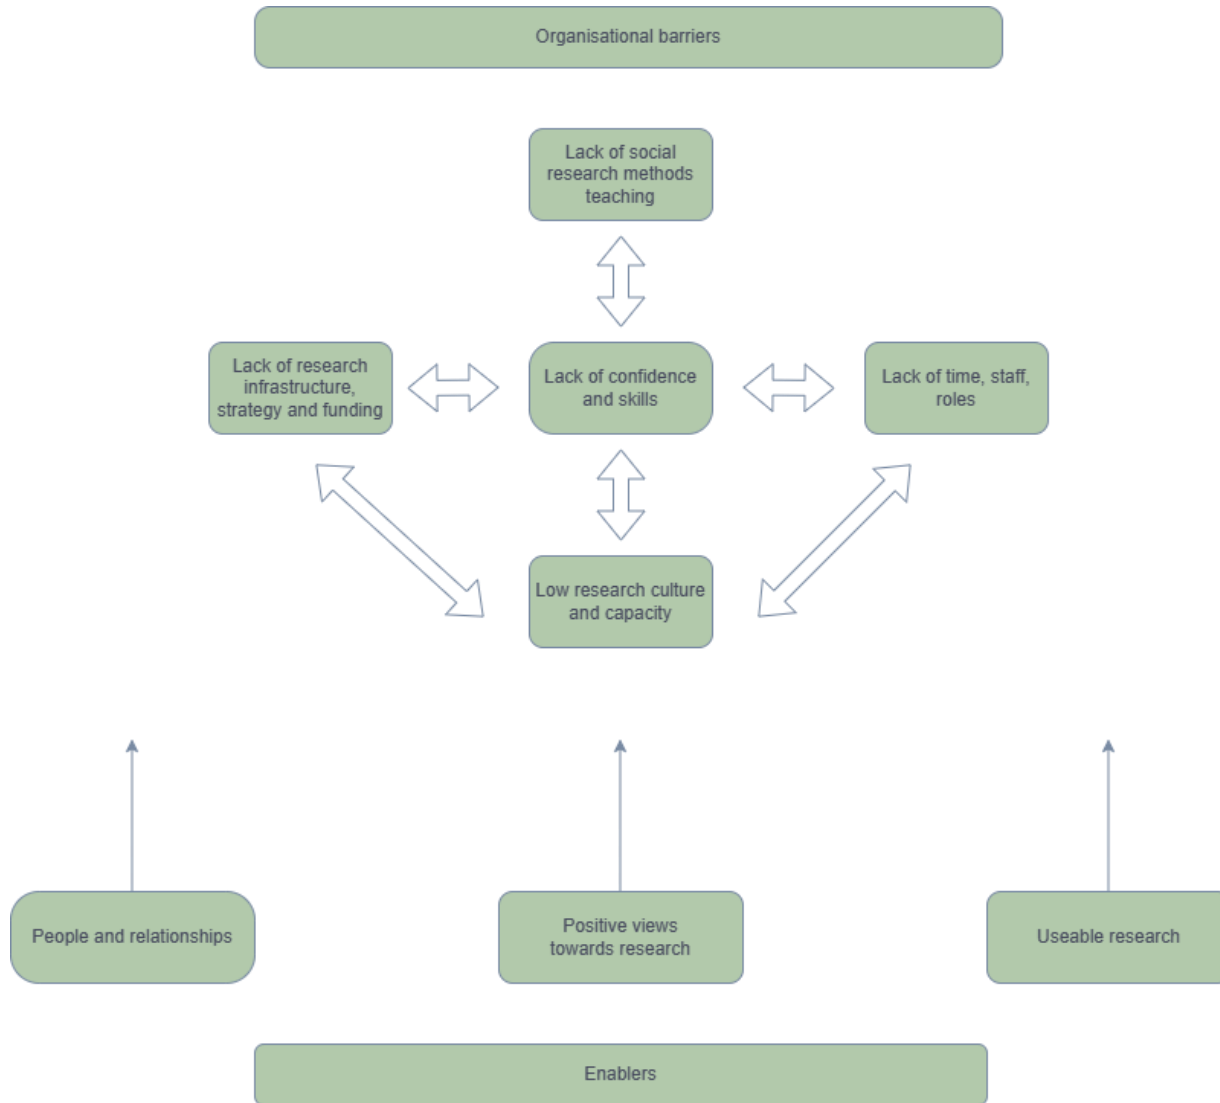 Organisational barriers
Lack of social
research methods
teaching
Lack of research
infrastructure,
strategy and funding
Lack of confidence
and skills
Lack of time, staff,
roles
Low research culture
and capacity
People and relationships
Positive views
towards research
Useable research
Enablers